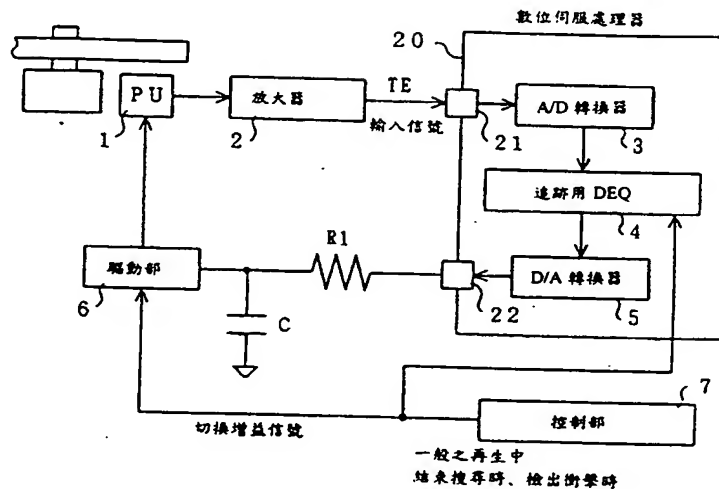 數位伺服處理器
20
PU
1
放大器
2
TE
輸入信號
21
A/D 轉換器
3
追跡用 DEQ
4
D/A 轉換器
5
22
R1
C
驅動部
6
切換增益信號
控制部
7
一般之再生中
結束搜尋時、檢出衝擊時